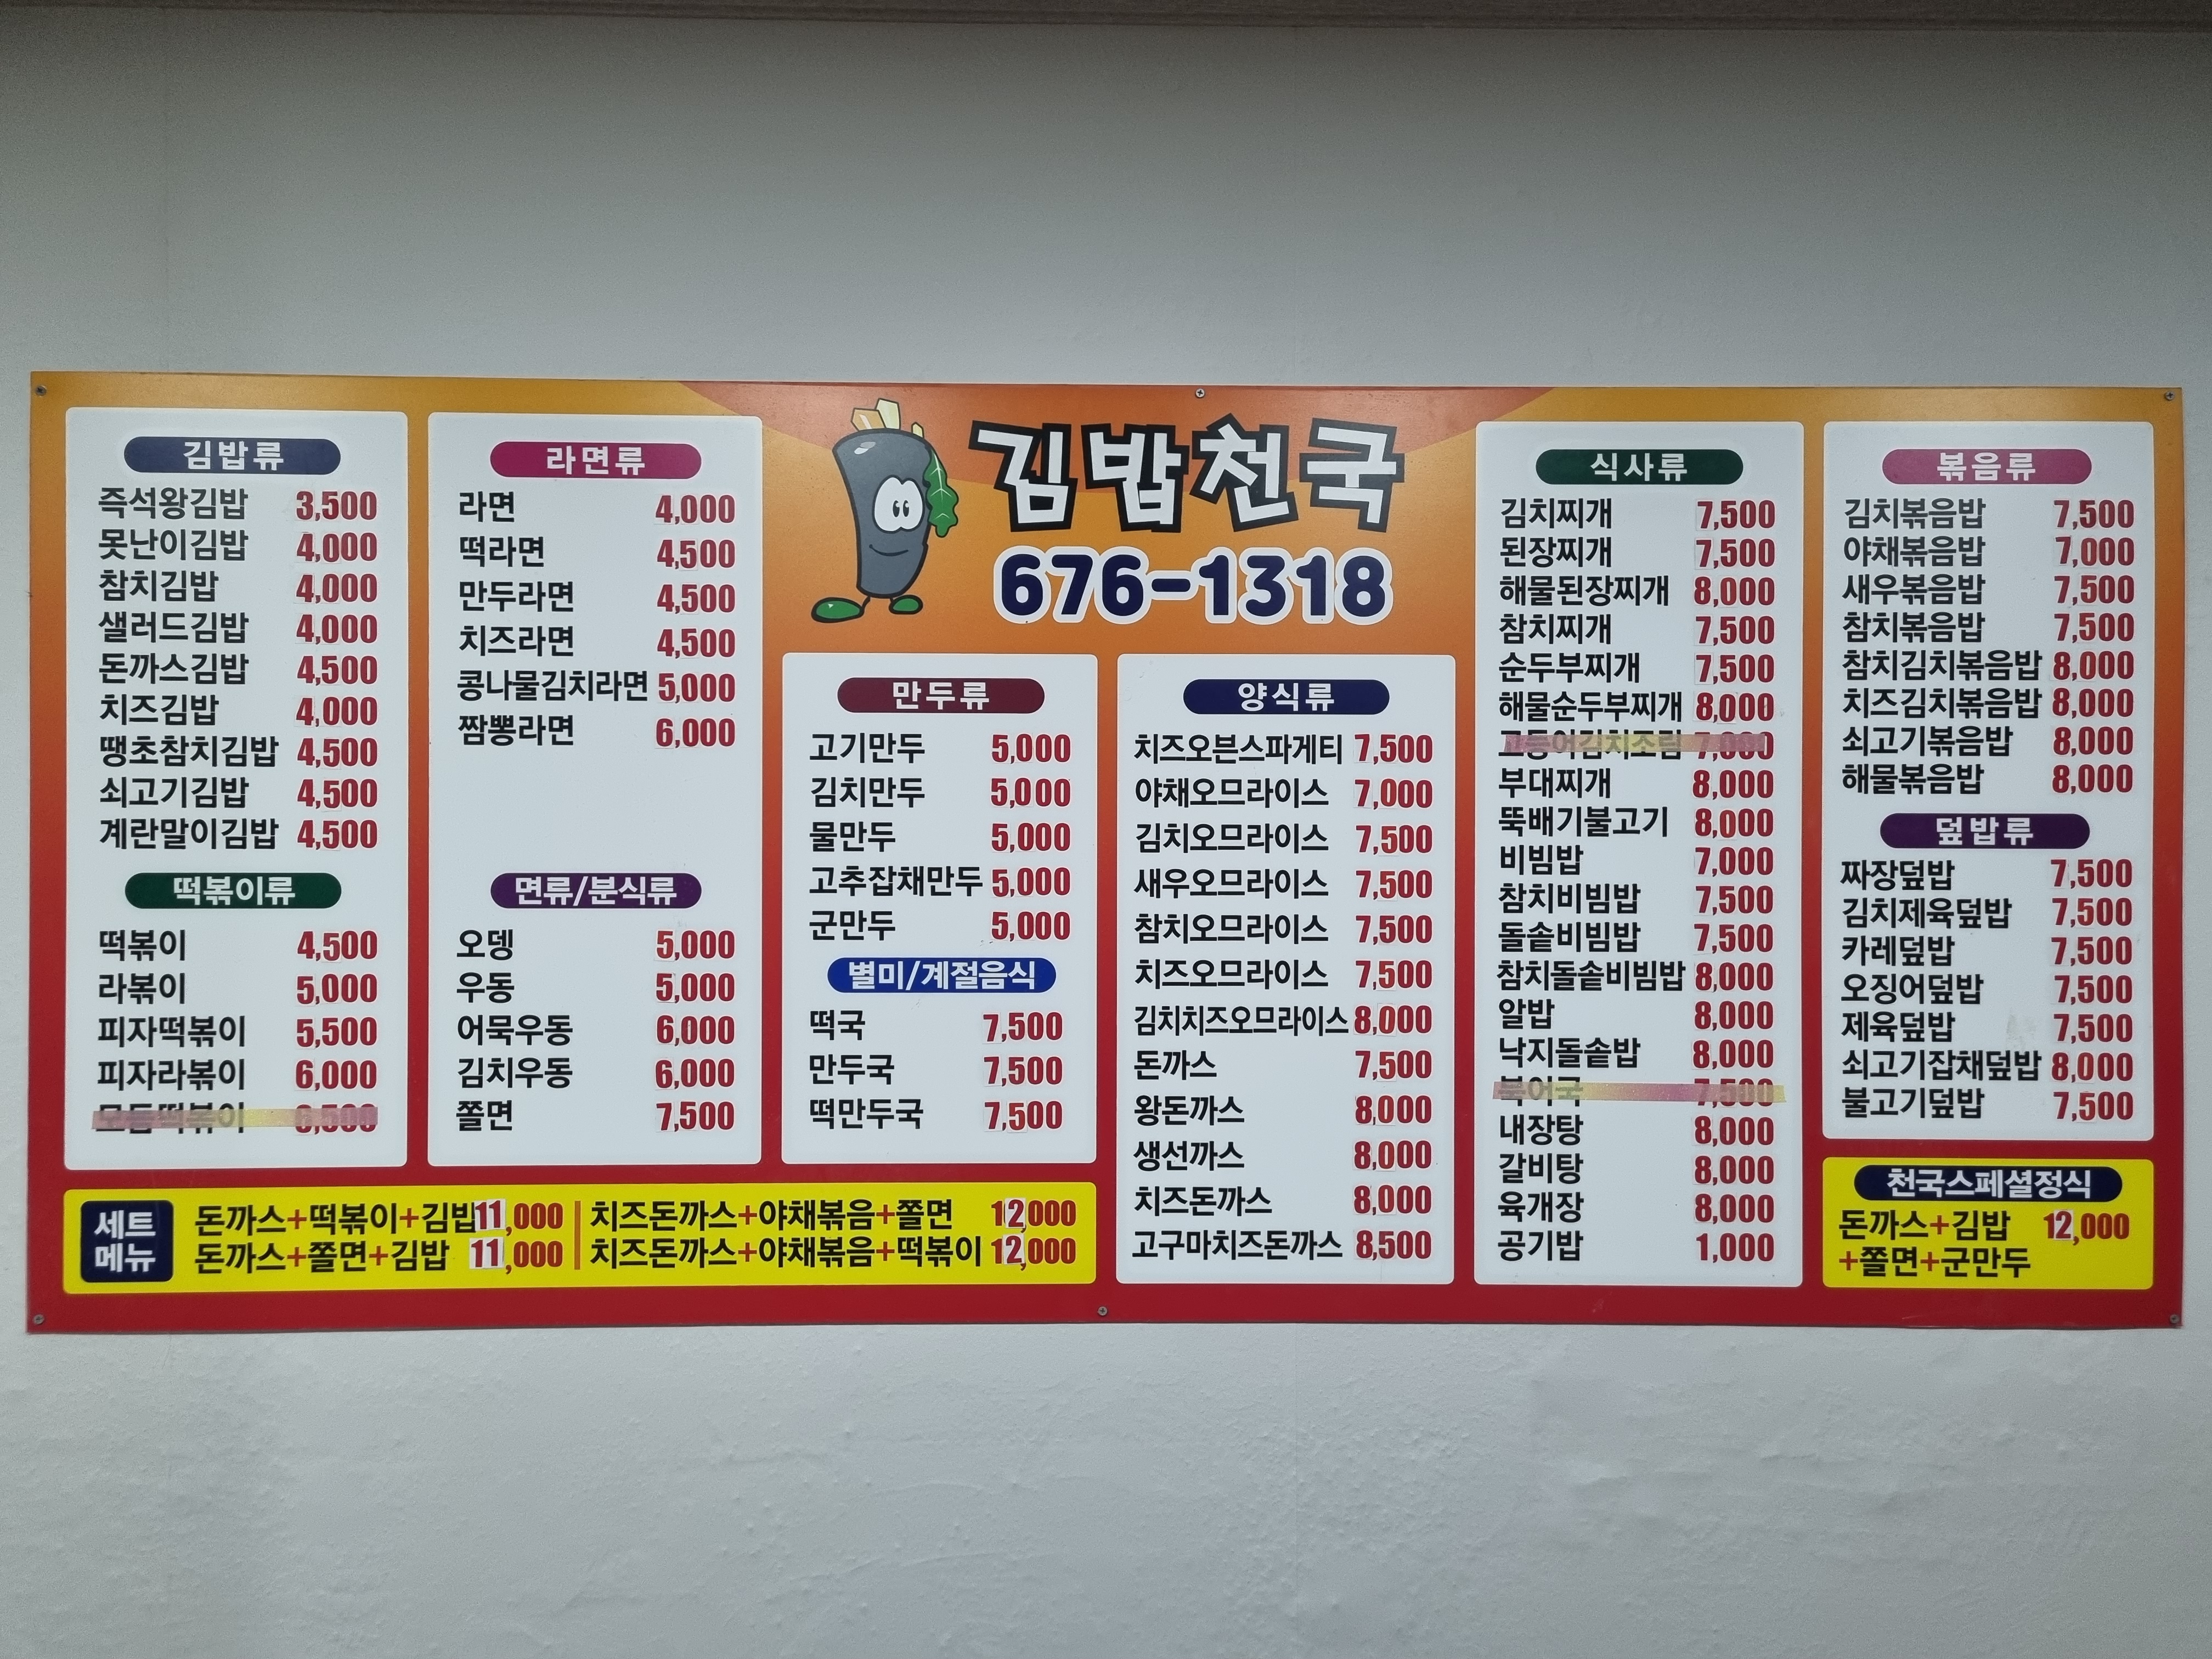 김밥천국
676-1318
김밥류
즉석왕김밥 3,500
못난이김밥 4,000
참치김밥 4,000
샐러드김밥 4,000
돈까스김밥 4,500
치즈김밥 4,000
땡초참치김밥 4,500
쇠고기김밥 4,500
계란말이김밥 4,500
떡볶이류
떡볶이 4,500
라볶이 5,000
피자떡볶이 5,500
피자라볶이 6,000
모듬떡볶이 6,500
라면류
라면 4,000
떡라면 4,500
만두라면 4,500
치즈라면 4,500
콩나물김치라면 5,000
짬뽕라면 6,000
면류/분식류
오뎅 5,000
우동 5,000
어묵우동 6,000
김치우동 6,000
쫄면 7,500
만두류
고기만두 5,000
김치만두 5,000
물만두 5,000
고추잡채만두 5,000
군만두 5,000
별미/계절음식
떡국 7,500
만두국 7,500
떡만두국 7,500
양식류
치즈오븐스파게티 7,500
야채오므라이스 7,000
김치오므라이스 7,500
새우오므라이스 7,500
참치오므라이스 7,500
치즈오므라이스 7,500
김치치즈오므라이스 8,000
돈까스 7,500
왕돈까스 8,000
생선까스 8,000
치즈돈까스 8,000
고구마치즈돈까스 8,500
식사류
김치찌개 7,500
된장찌개 7,500
해물된장찌개 8,000
참치찌개 7,500
순두부찌개 7,500
해물순두부찌개 8,000
고등어김치조림 7,000
부대찌개 8,000
뚝배기불고기 8,000
비빔밥 7,000
참치비빔밥 7,500
돌솥비빔밥 7,500
참치돌솥비빔밥 8,000
알밥 8,000
낙지돌솥밥 8,000
북어국 7,500
내장탕 8,000
갈비탕 8,000
육개장 8,000
공기밥 1,000
볶음류
김치볶음밥 7,500
야채볶음밥 7,000
새우볶음밥 7,500
참치볶음밥 7,500
참치김치볶음밥 8,000
치즈김치볶음밥 8,000
쇠고기볶음밥 8,000
해물볶음밥 8,000
덮밥류
짜장덮밥 7,500
김치제육덮밥 7,500
카레덮밥 7,500
오징어덮밥 7,500
제육덮밥 7,500
쇠고기잡채덮밥 8,000
불고기덮밥 7,500
세트
메뉴
돈까스+떡볶이+김밥 11,000
돈까스+쫄면+김밥 11,000
치즈돈까스+야채볶음+쫄면 12,000
치즈돈까스+야채볶음+떡볶이 12,000
천국스페셜정식
돈까스+김밥 12,000
+쫄면+군만두